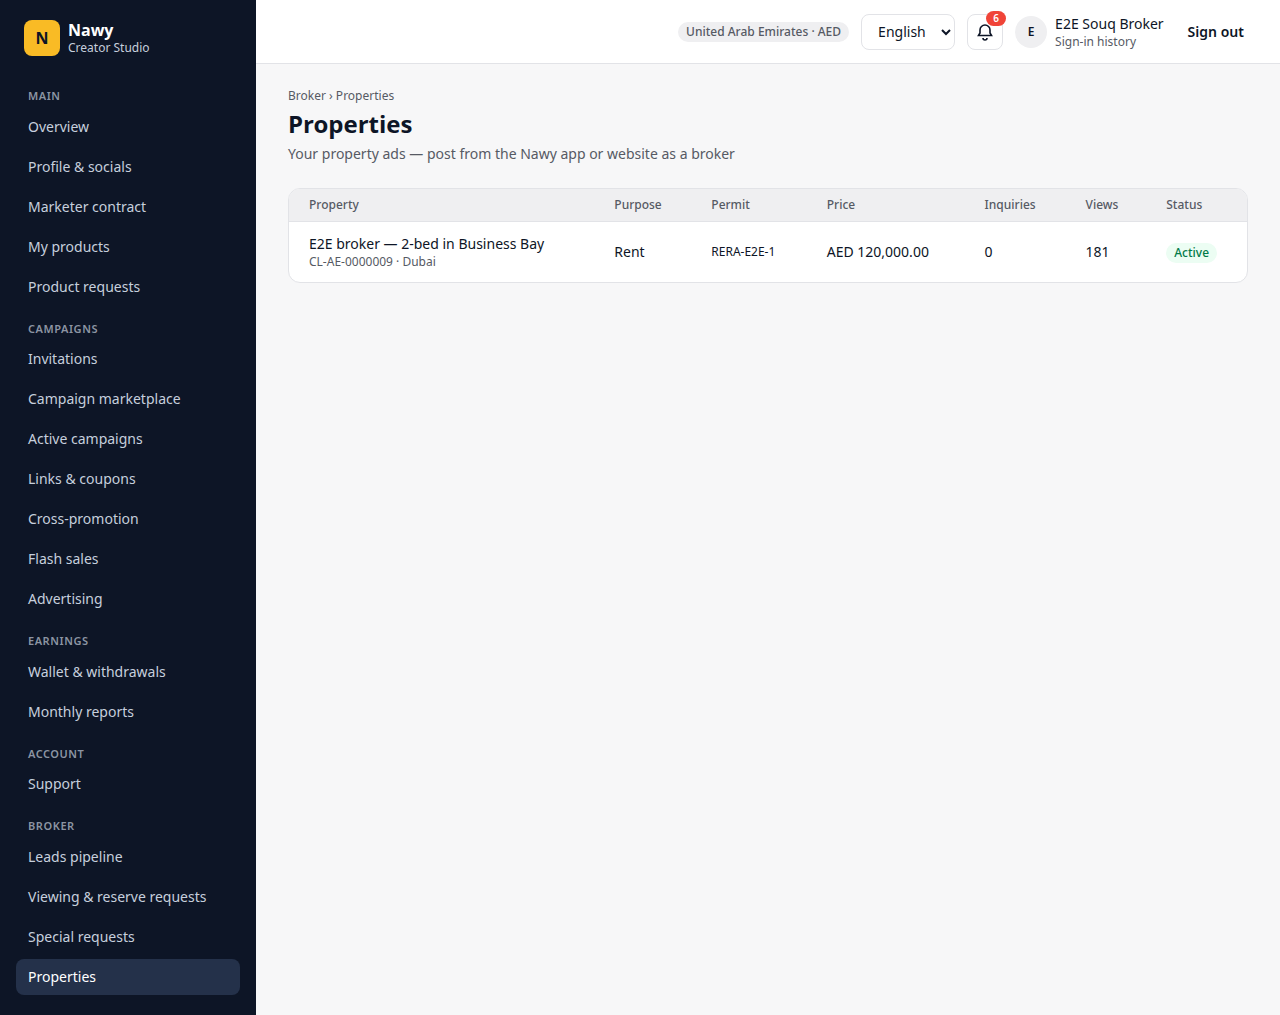 N
Nawy
Creator Studio
MAIN
Overview
Profile & socials
Marketer contract
My products
Product requests
CAMPAIGNS
Invitations
Campaign marketplace
Active campaigns
Links & coupons
Cross-promotion
Flash sales
Advertising
EARNINGS
Wallet & withdrawals
Monthly reports
ACCOUNT
Support
BROKER
Leads pipeline
Viewing & reserve requests
Special requests
Properties
United Arab Emirates · AED
English
6
E
E2E Souq Broker
Sign-in history
Sign out
Broker › Properties
Properties
Your property ads — post from the Nawy app or website as a broker
Property Purpose Permit Price Inquiries Views Status
E2E broker — 2-bed in Business Bay
CL-AE-0000009 · Dubai
Rent RERA-E2E-1 AED 120,000.00 0 181 Active